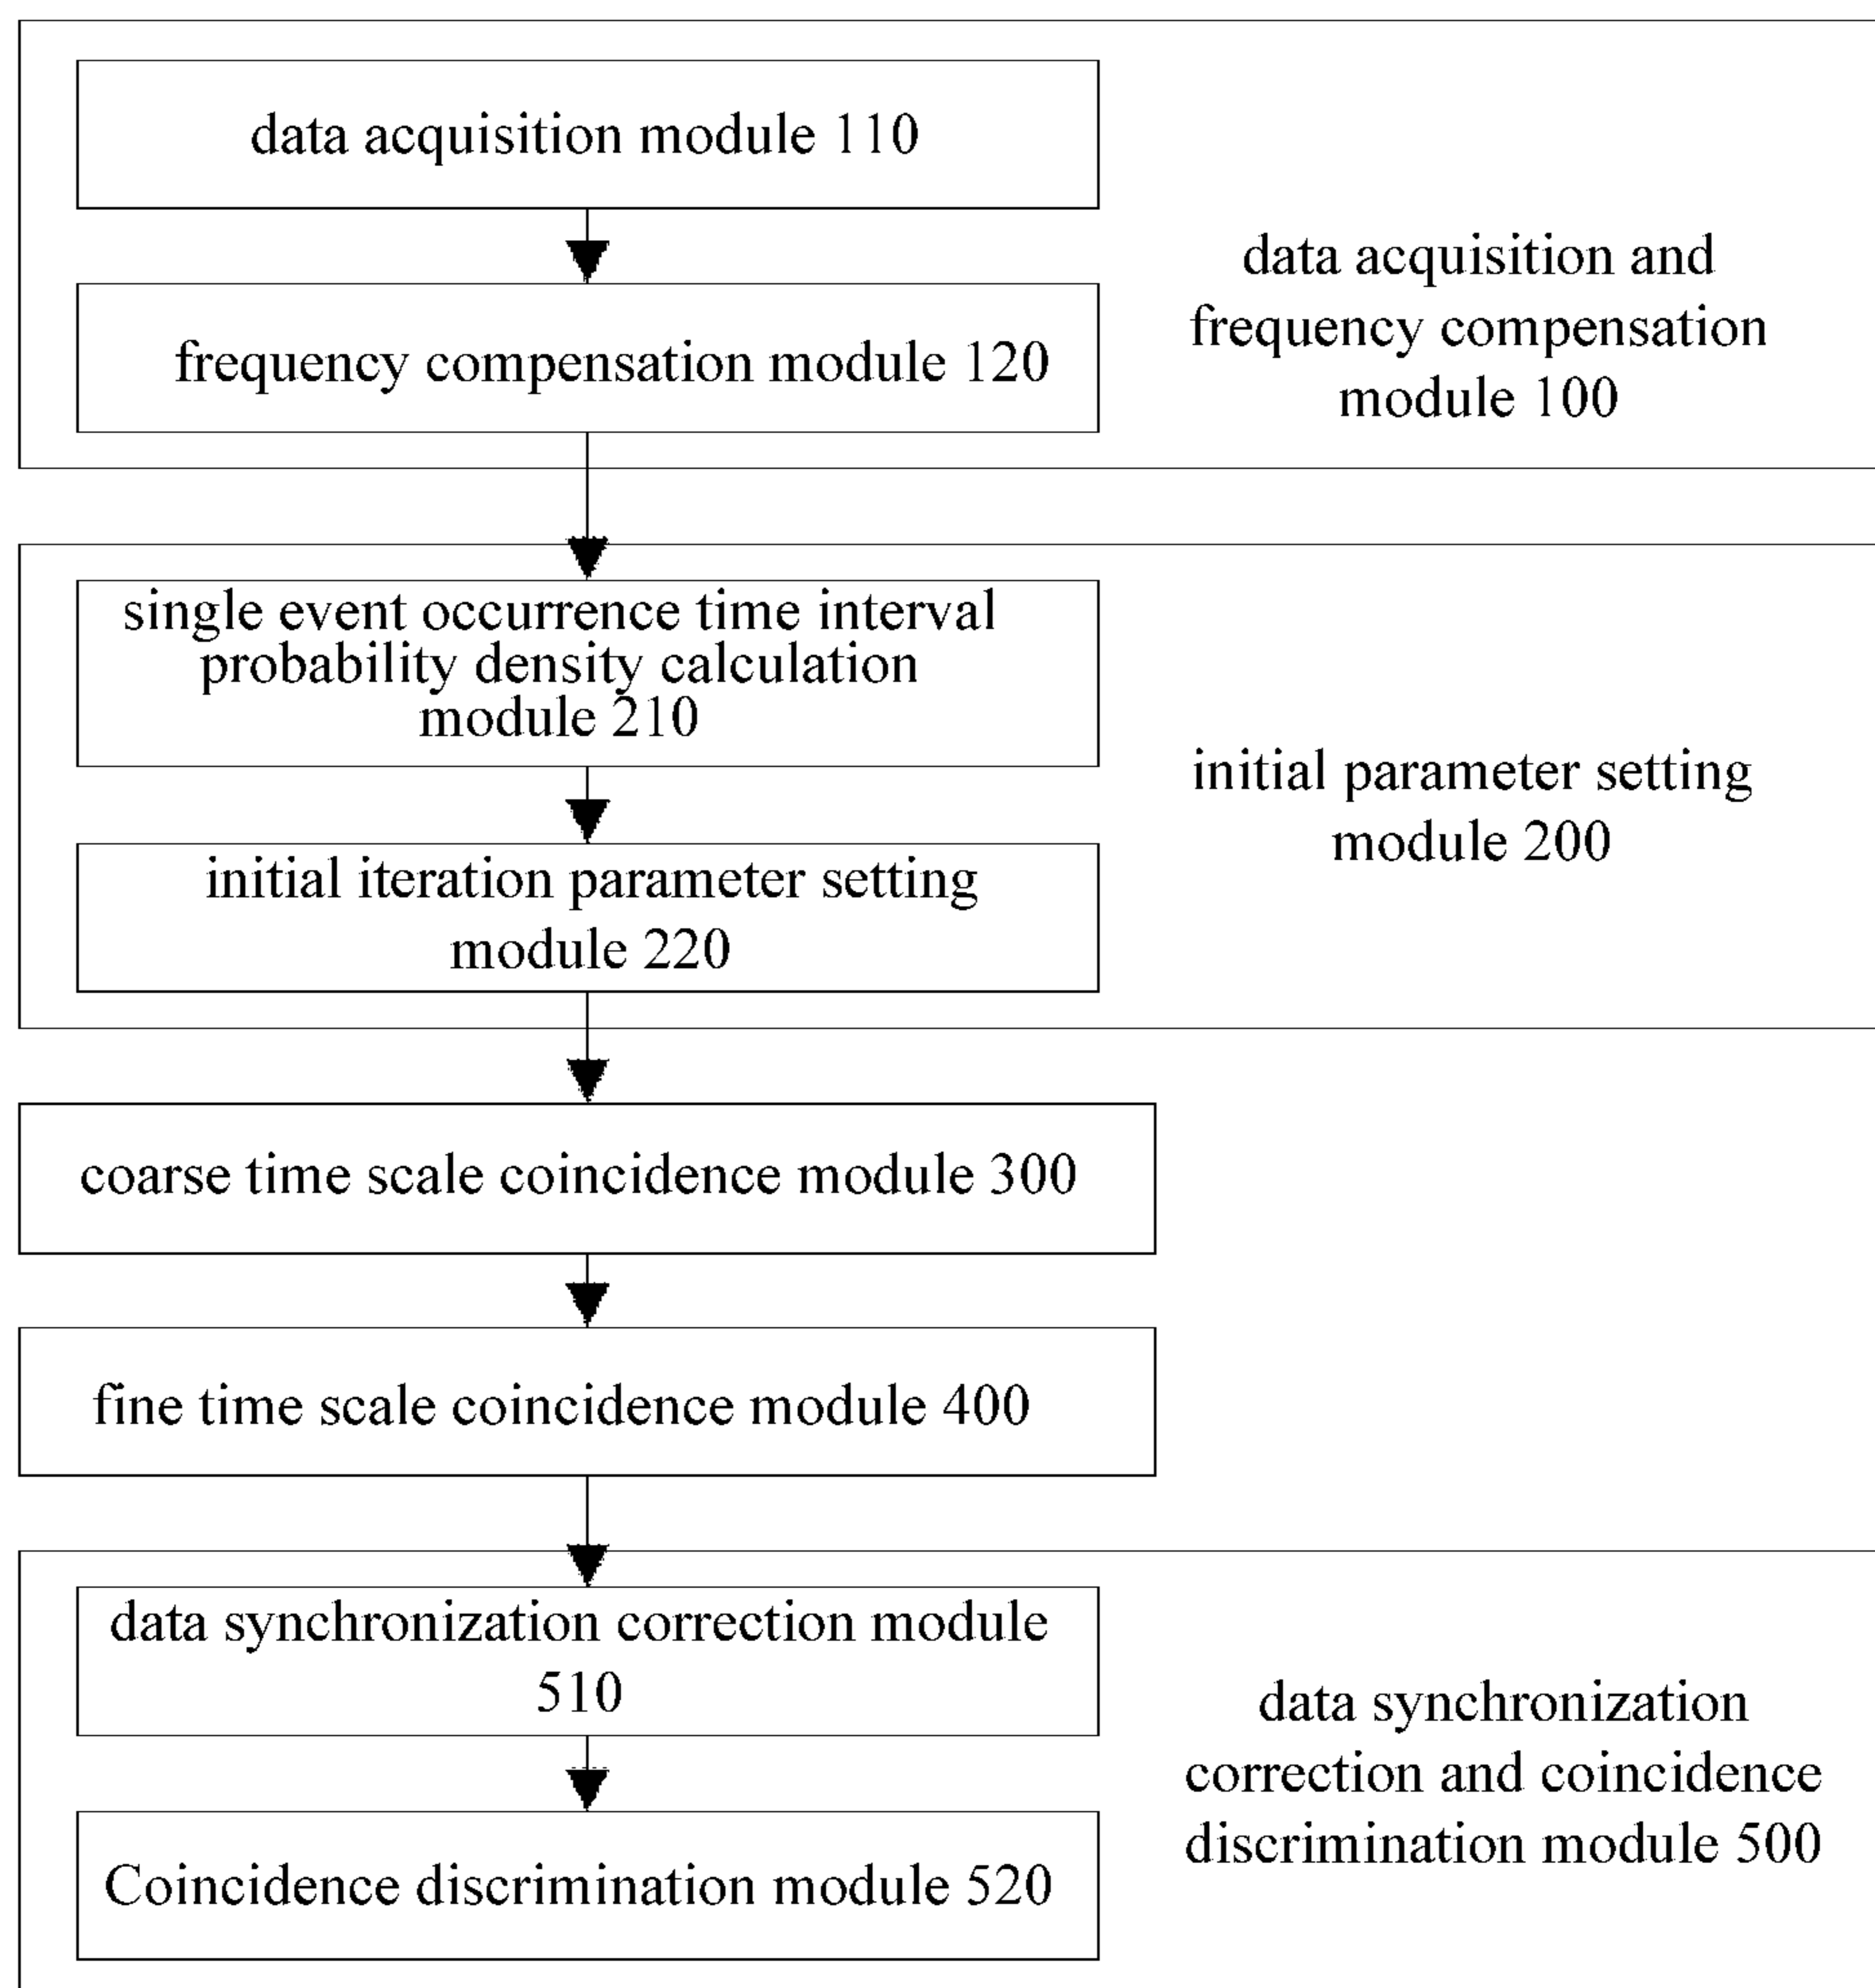 data acquisition module 110
frequency compensation module 120
data acquisition and
frequency compensation
module 100
single event occurrence time interval
probability density calculation
module 210
initial iteration parameter setting
module 220
initial parameter setting
module 200
coarse time scale coincidence module 300
fine time scale coincidence module 400
data synchronization correction module
510
Coincidence discrimination module 520
data synchronization
correction and coincidence
discrimination module 500